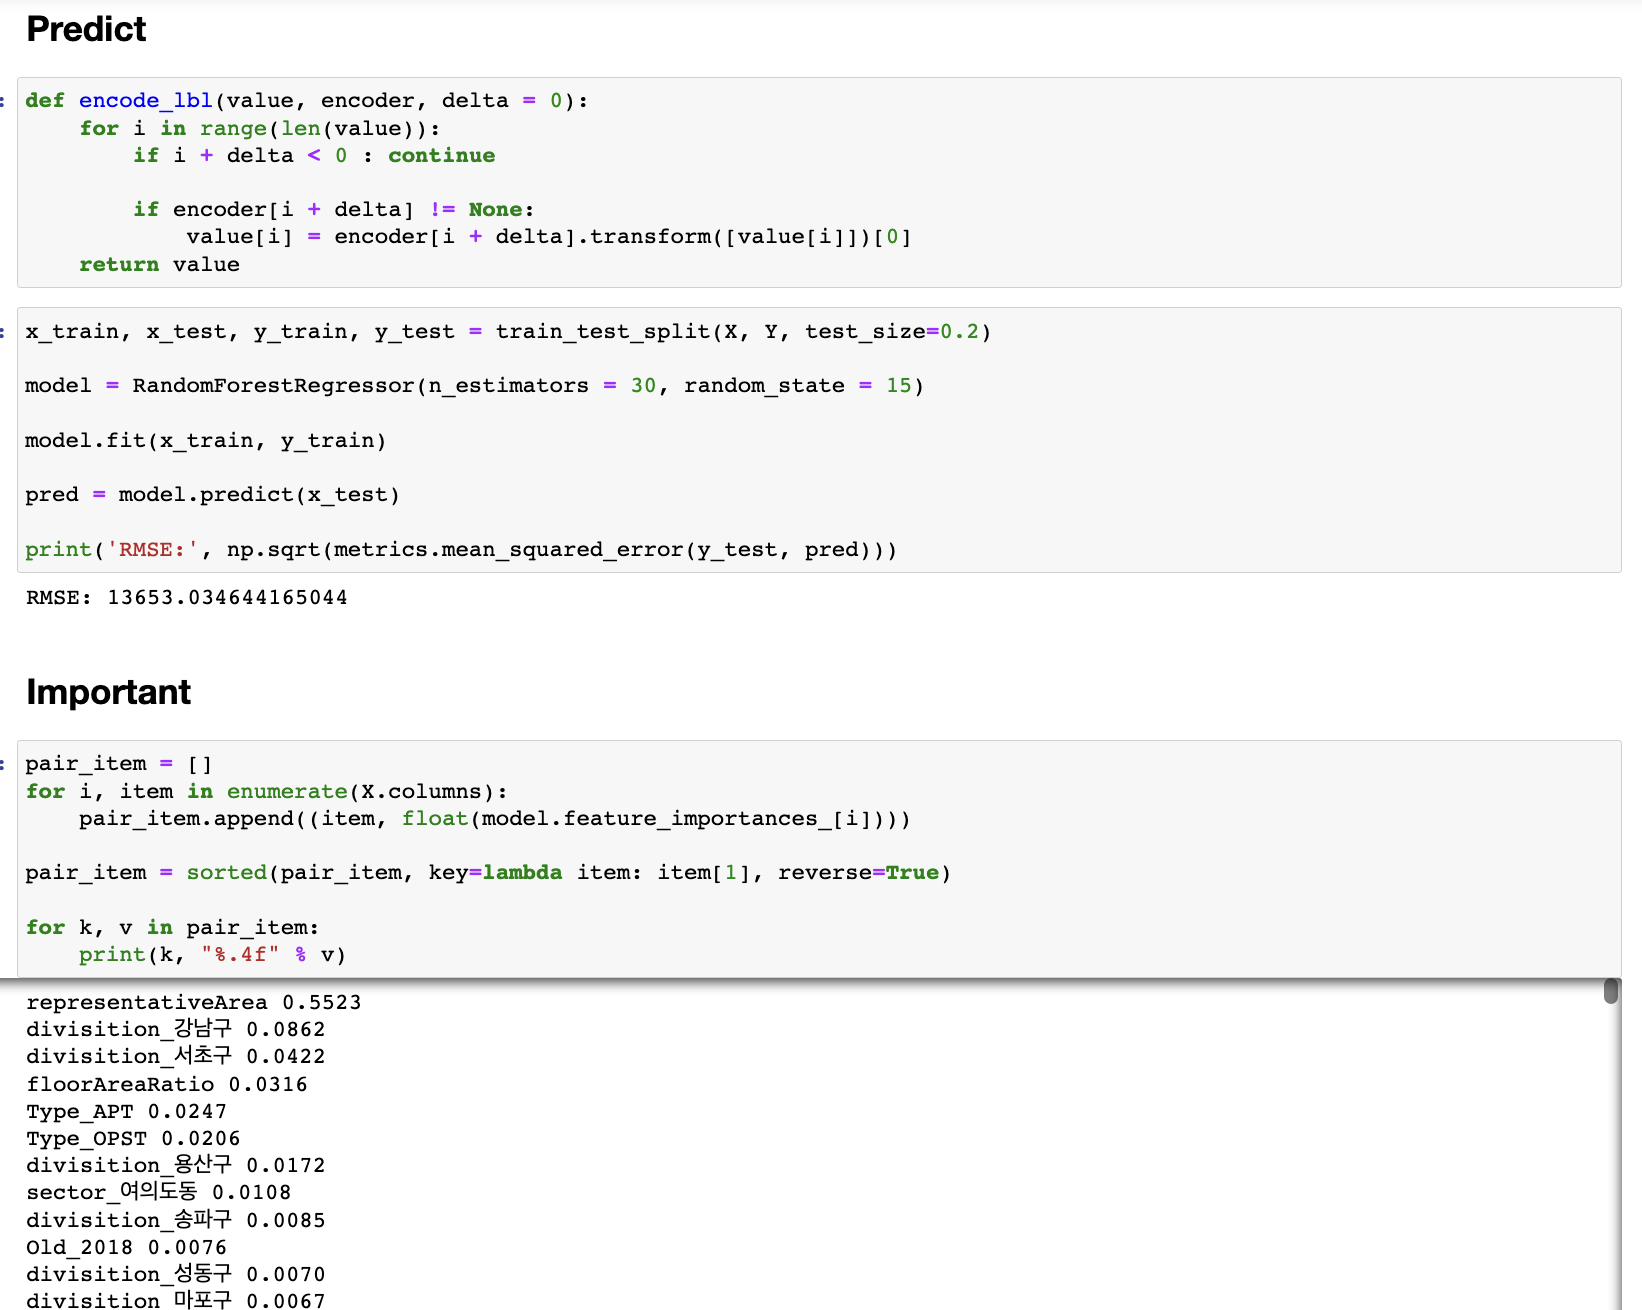 Predict
def encode_lbl(value, encoder, delta = 0):
    for i in range(len(value)):
        if i + delta < 0 : continue
        if encoder[i + delta] != None:
            value[i] = encoder[i + delta].transform([value[i]])[0]
    return value
x_train, x_test, y_train, y_test = train_test_split(X, Y, test_size=0.2)
model = RandomForestRegressor(n_estimators = 30, random_state = 15)
model.fit(x_train, y_train)
pred = model.predict(x_test)
print('RMSE:', np.sqrt(metrics.mean_squared_error(y_test, pred)))
RMSE: 13653.034644165044
Important
pair_item = []
for i, item in enumerate(X.columns):
    pair_item.append((item, float(model.feature_importances_[i])))
pair_item = sorted(pair_item, key=lambda item: item[1], reverse=True)
for k, v in pair_item:
    print(k, "%.4f" % v)
representativeArea 0.5523
divisition_강남구 0.0862
divisition_서초구 0.0422
floorAreaRatio 0.0316
Type_APT 0.0247
Type_OPST 0.0206
divisition_용산구 0.0172
sector_여의도동 0.0108
divisition_송파구 0.0085
Old_2018 0.0076
divisition_성동구 0.0070
divisition_마포구 0.0067